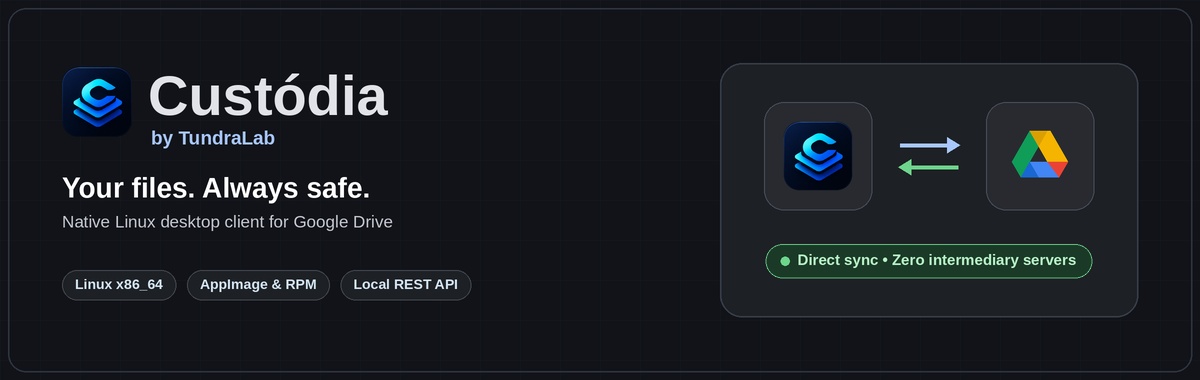 Custódia
by TundraLab
Your files. Always safe.
Native Linux desktop client for Google Drive
Linux x86_64
AppImage & RPM
Local REST API
Direct sync • Zero intermediary servers